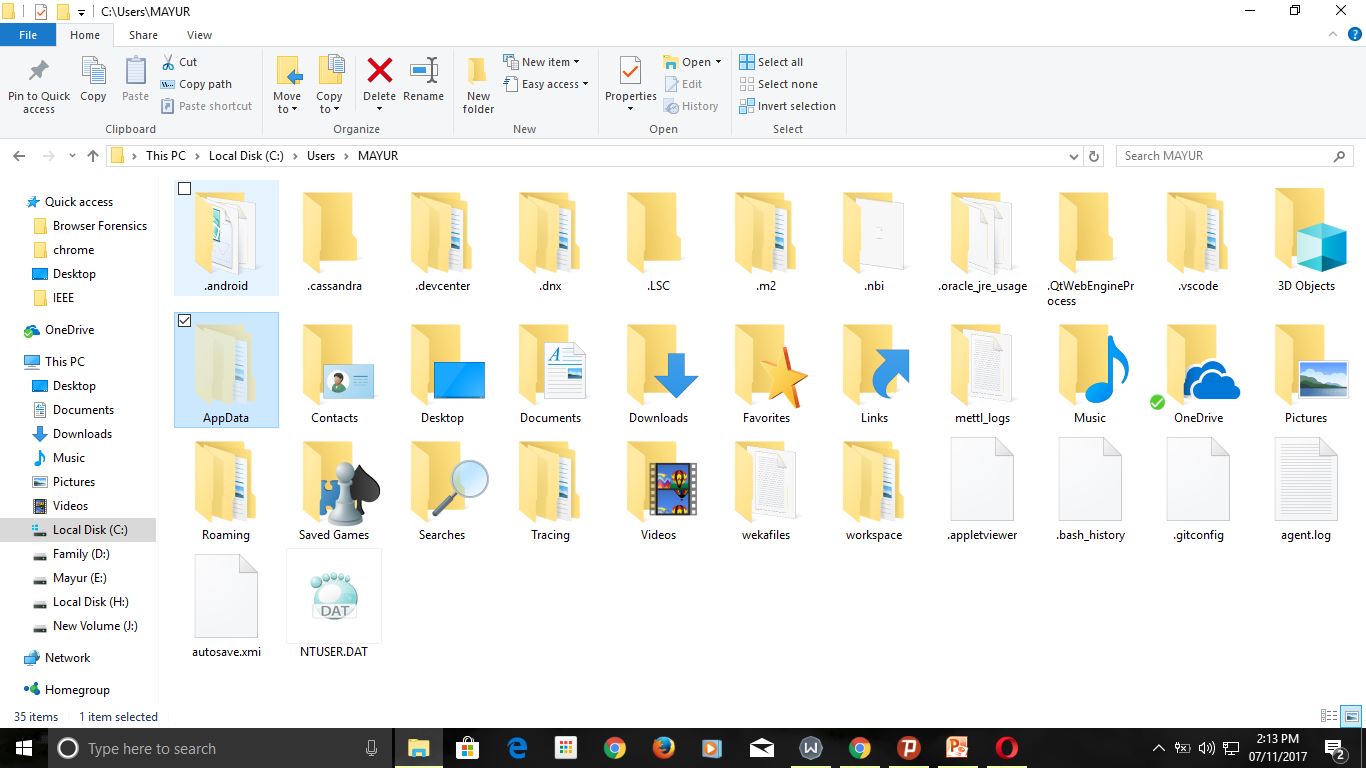 C:\Users\MAYUR
File
Home
Share
View
Pin to Quick
access
Copy
Paste
Cut
Copy path
Paste shortcut
Clipboard
Move
to
Copy
to
Delete
Rename
Organize
New
folder
New item
Easy access
New
Properties
Open
Edit
History
Open
Select all
Select none
Invert selection
Select
This PC
Local Disk (C:)
Users
MAYUR
Search MAYUR
Quick access
Browser Forensics
chrome
Desktop
IEEE
OneDrive
This PC
Desktop
Documents
Downloads
Music
Pictures
Videos
Local Disk (C:)
Family (D:)
Mayur (E:)
Local Disk (H:)
New Volume (J:)
Network
Homegroup
.android
.cassandra
.devcenter
.dnx
.LSC
.m2
.nbi
.oracle_jre_usage
.QtWebEnginePr
ocess
.vscode
3D Objects
AppData
Contacts
Desktop
Documents
Downloads
Favorites
Links
mettl_logs
Music
OneDrive
Pictures
Roaming
Saved Games
Searches
Tracing
Videos
wekafiles
workspace
.appletviewer
.bash_history
.gitconfig
agent.log
autosave.xmi
DAT
NTUSER.DAT
35 items
1 item selected
Type here to search
2:13 PM
07/11/2017
2